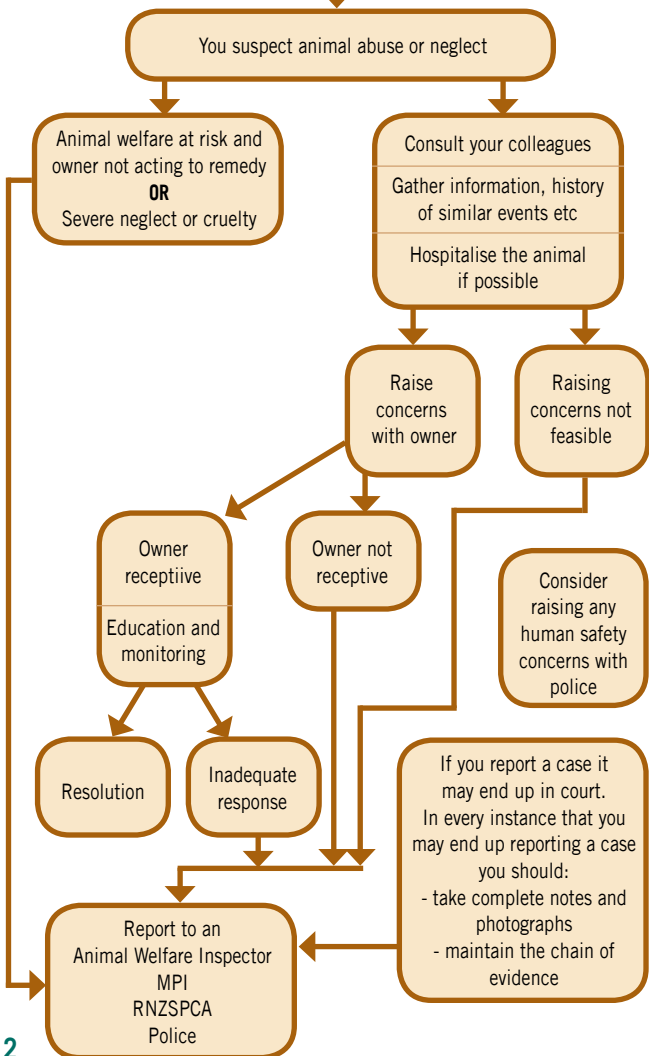 You suspect animal abuse or neglect
Animal welfare at risk and
owner not acting to remedy
OR
Severe neglect or cruelty
Consult your colleagues
Gather information, history
of similar events etc
Hospitalise the animal
if possible
Raise
concerns
with owner
Raising
concerns not
feasible
Owner
receptiive
Education and
monitoring
Owner not
receptive
Consider
raising any
human safety
concerns with
police
Resolution
Inadequate
response
If you report a case it
may end up in court.
In every instance that you
may end up reporting a case
you should:
- take complete notes and
photographs
- maintain the chain of
evidence
Report to an
Animal Welfare Inspector
MPI
RNZSPCA
Police
2